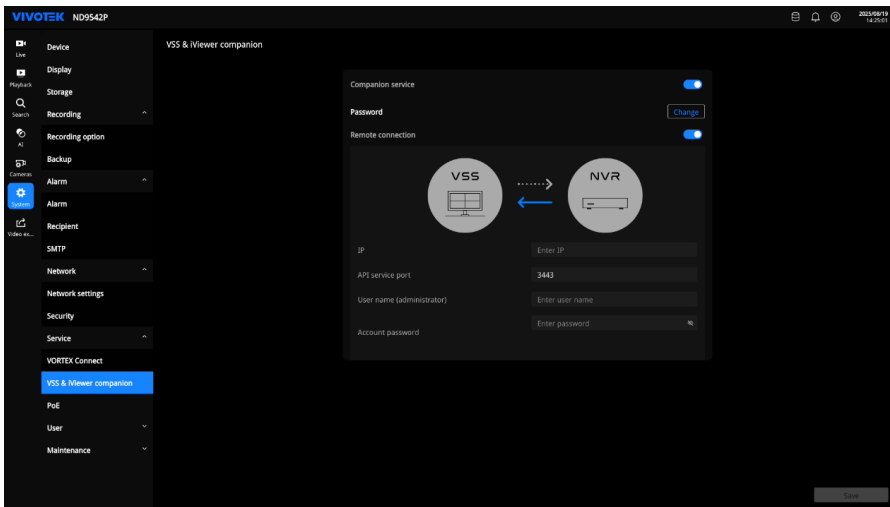 VIVOTEK ND9542P
2025/08/19
14:25:01
Live
Playback
Search
AI
Cameras
System
Video ex...
Device
Display
Storage
Recording
Recording option
Backup
Alarm
Alarm
Recipient
SMTP
Network
Network settings
Security
Service
VORTEX Connect
VSS & iViewer companion
PoE
User
Maintenance
VSS & iViewer companion
Companion service
Password Change
Remote connection
VSS NVR
IP Enter IP
API service port 3443
User name (administrator) Enter user name
Account password Enter password
Save